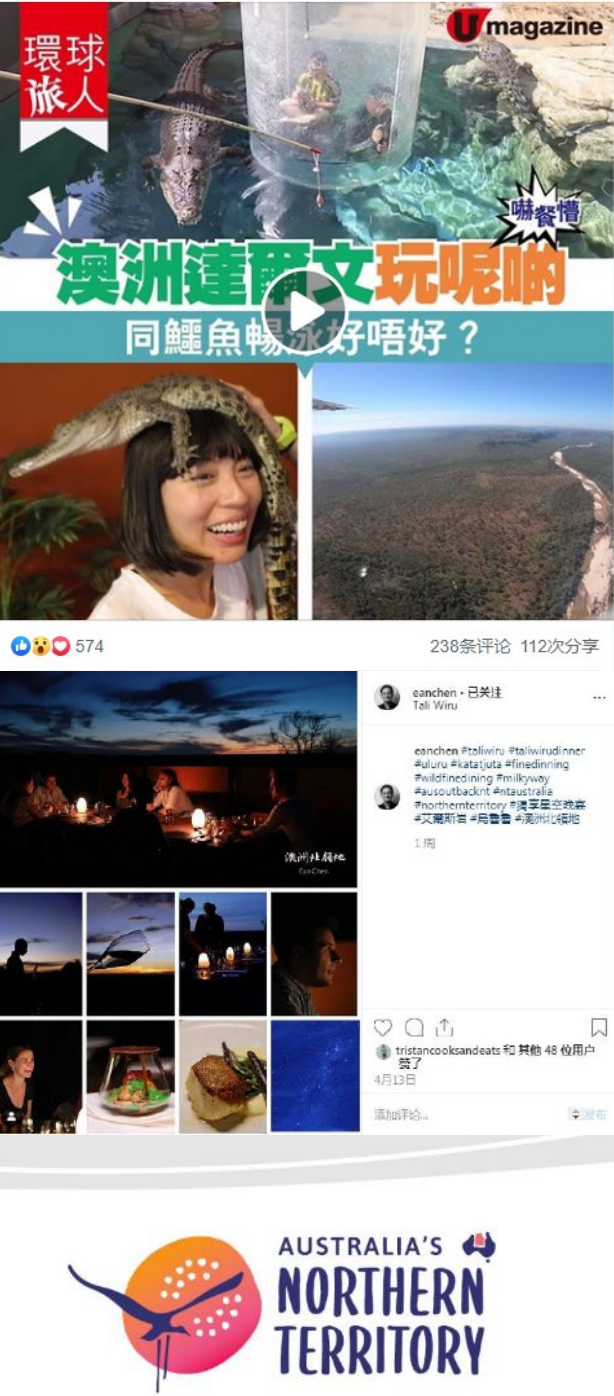 環球
旅人
U magazine
嚇餐懵
澳洲達爾文玩呢啲
同鱷魚暢泳好唔好？
574
238条评论 112次分享
eanchen • 已关注
Tali Wiru
...
eanchen #taliwiru #taliwirudinner
#uluru #katatjuta #finedinning
#wildfinedining #milkyway
#ausoutbacknt #ntaustralia
#northernterritory #獨享星空晚宴
#艾爾斯岩 #烏魯魯 #澳洲北領地
1 周
澳洲北领地
EanChen
tristancooksandeats 和 其他 48 位用户
赞了
4月13日
添加评论... 发布
AUSTRALIA'S
NORTHERN
TERRITORY